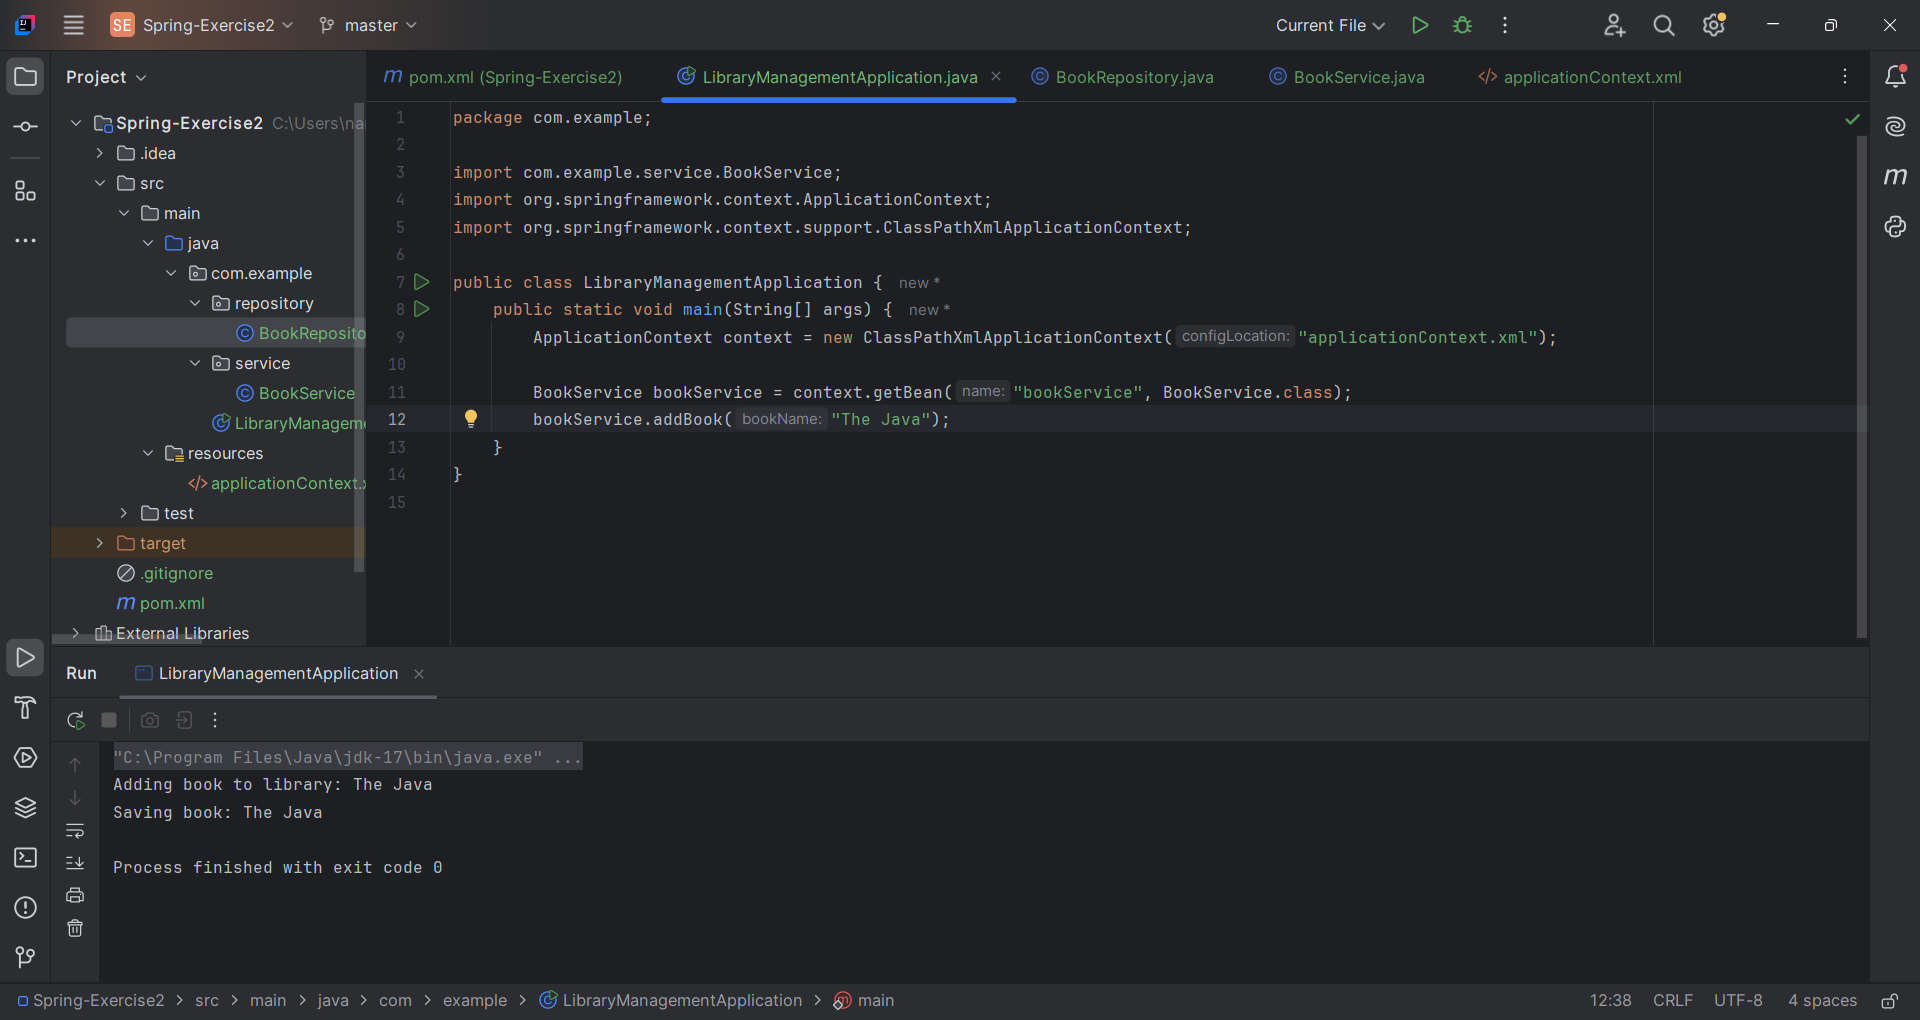 SE Spring-Exercise2 master Current File
Project
pom.xml (Spring-Exercise2) LibraryManagementApplication.java BookRepository.java BookService.java applicationContext.xml
Spring-Exercise2 C:\Users\na
.idea
src
main
java
com.example
repository
BookReposito
service
BookService
LibraryManagem
resources
applicationContext.x
test
target
.gitignore
pom.xml
External Libraries
1 package com.example;
2
3 import com.example.service.BookService;
4 import org.springframework.context.ApplicationContext;
5 import org.springframework.context.support.ClassPathXmlApplicationContext;
6
7 public class LibraryManagementApplication { new *
8 public static void main(String[] args) { new *
9 ApplicationContext context = new ClassPathXmlApplicationContext( configLocation: "applicationContext.xml");
10
11 BookService bookService = context.getBean( name: "bookService", BookService.class);
12 bookService.addBook( bookName: "The Java");
13 }
14 }
15
Run LibraryManagementApplication
"C:\Program Files\Java\jdk-17\bin\java.exe" ...
Adding book to library: The Java
Saving book: The Java
Process finished with exit code 0
Spring-Exercise2 > src > main > java > com > example > LibraryManagementApplication > main 12:38 CRLF UTF-8 4 spaces